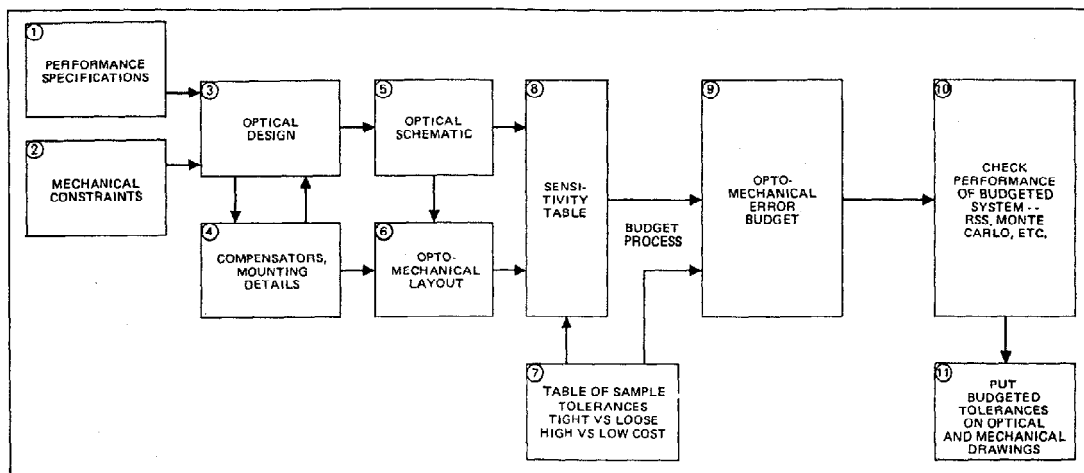 1
PERFORMANCE
SPECIFICATIONS
2
MECHANICAL
CONSTRAINTS
3
OPTICAL
DESIGN
4
COMPENSATORS,
MOUNTING
DETAILS
5
OPTICAL
SCHEMATIC
6
OPTO-
MECHANICAL
LAYOUT
8
SENSI-
TIVITY
TABLE
BUDGET
PROCESS
7
TABLE OF SAMPLE
TOLERANCES
TIGHT VS LOOSE
HIGH VS LOW COST
9
OPTO-
MECHANICAL
ERROR
BUDGET
10
CHECK
PERFORMANCE
OF BUDGETED
SYSTEM --
RSS, MONTE
CARLO, ETC.
11
PUT
BUDGETED
TOLERANCES
ON OPTICAL
AND MECHANICAL
DRAWINGS